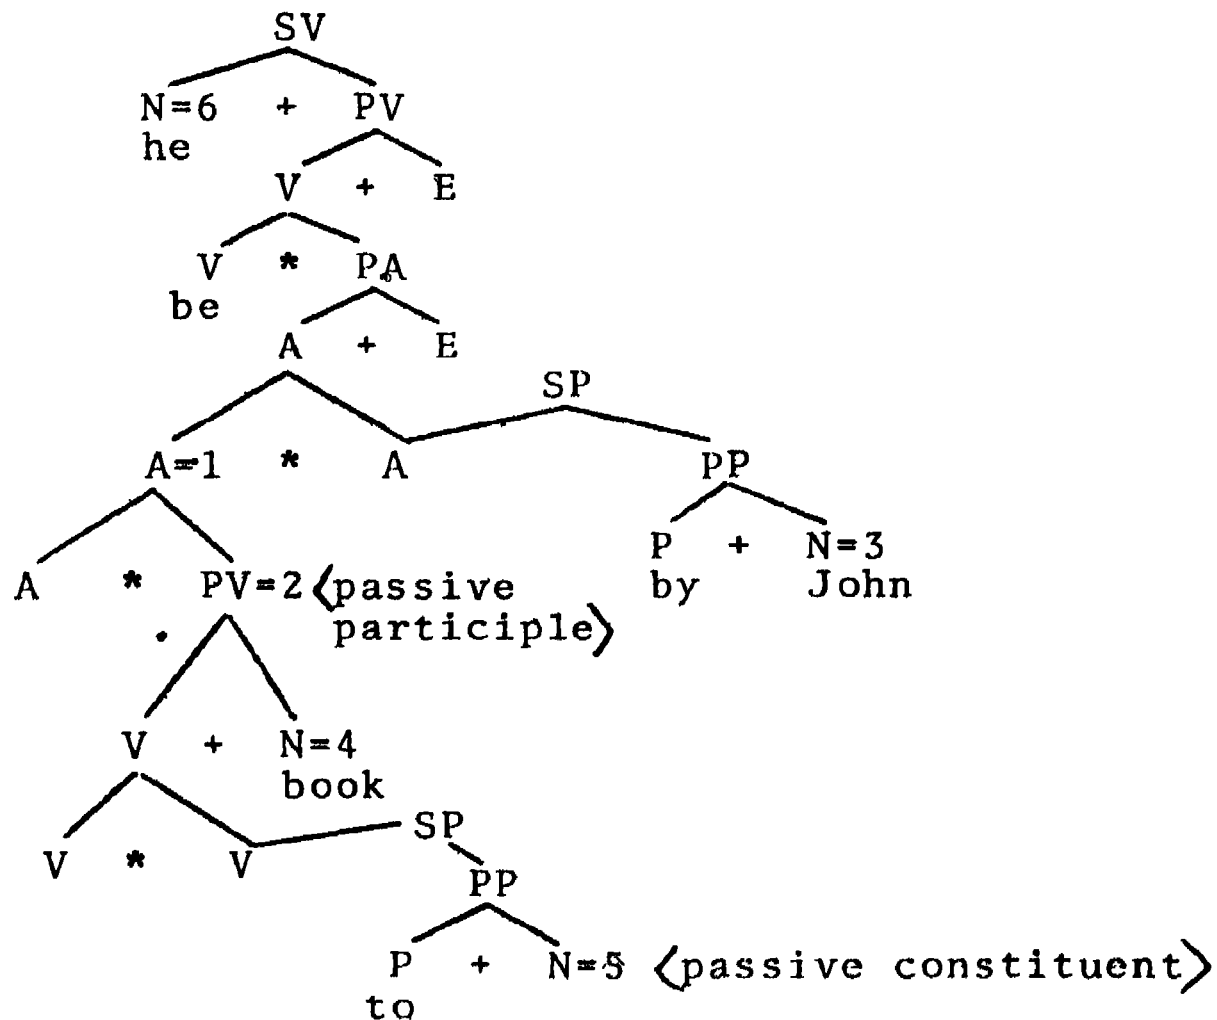 SV
N=6 + PV
he
V + E
V * PA
be
A + E
SP
A=1 * A PP
P + N=3
by John
A * PV=2 <passive
participle>
V + N=4
book
SP
V * V
PP
P + N=5 <passive constituent>
to